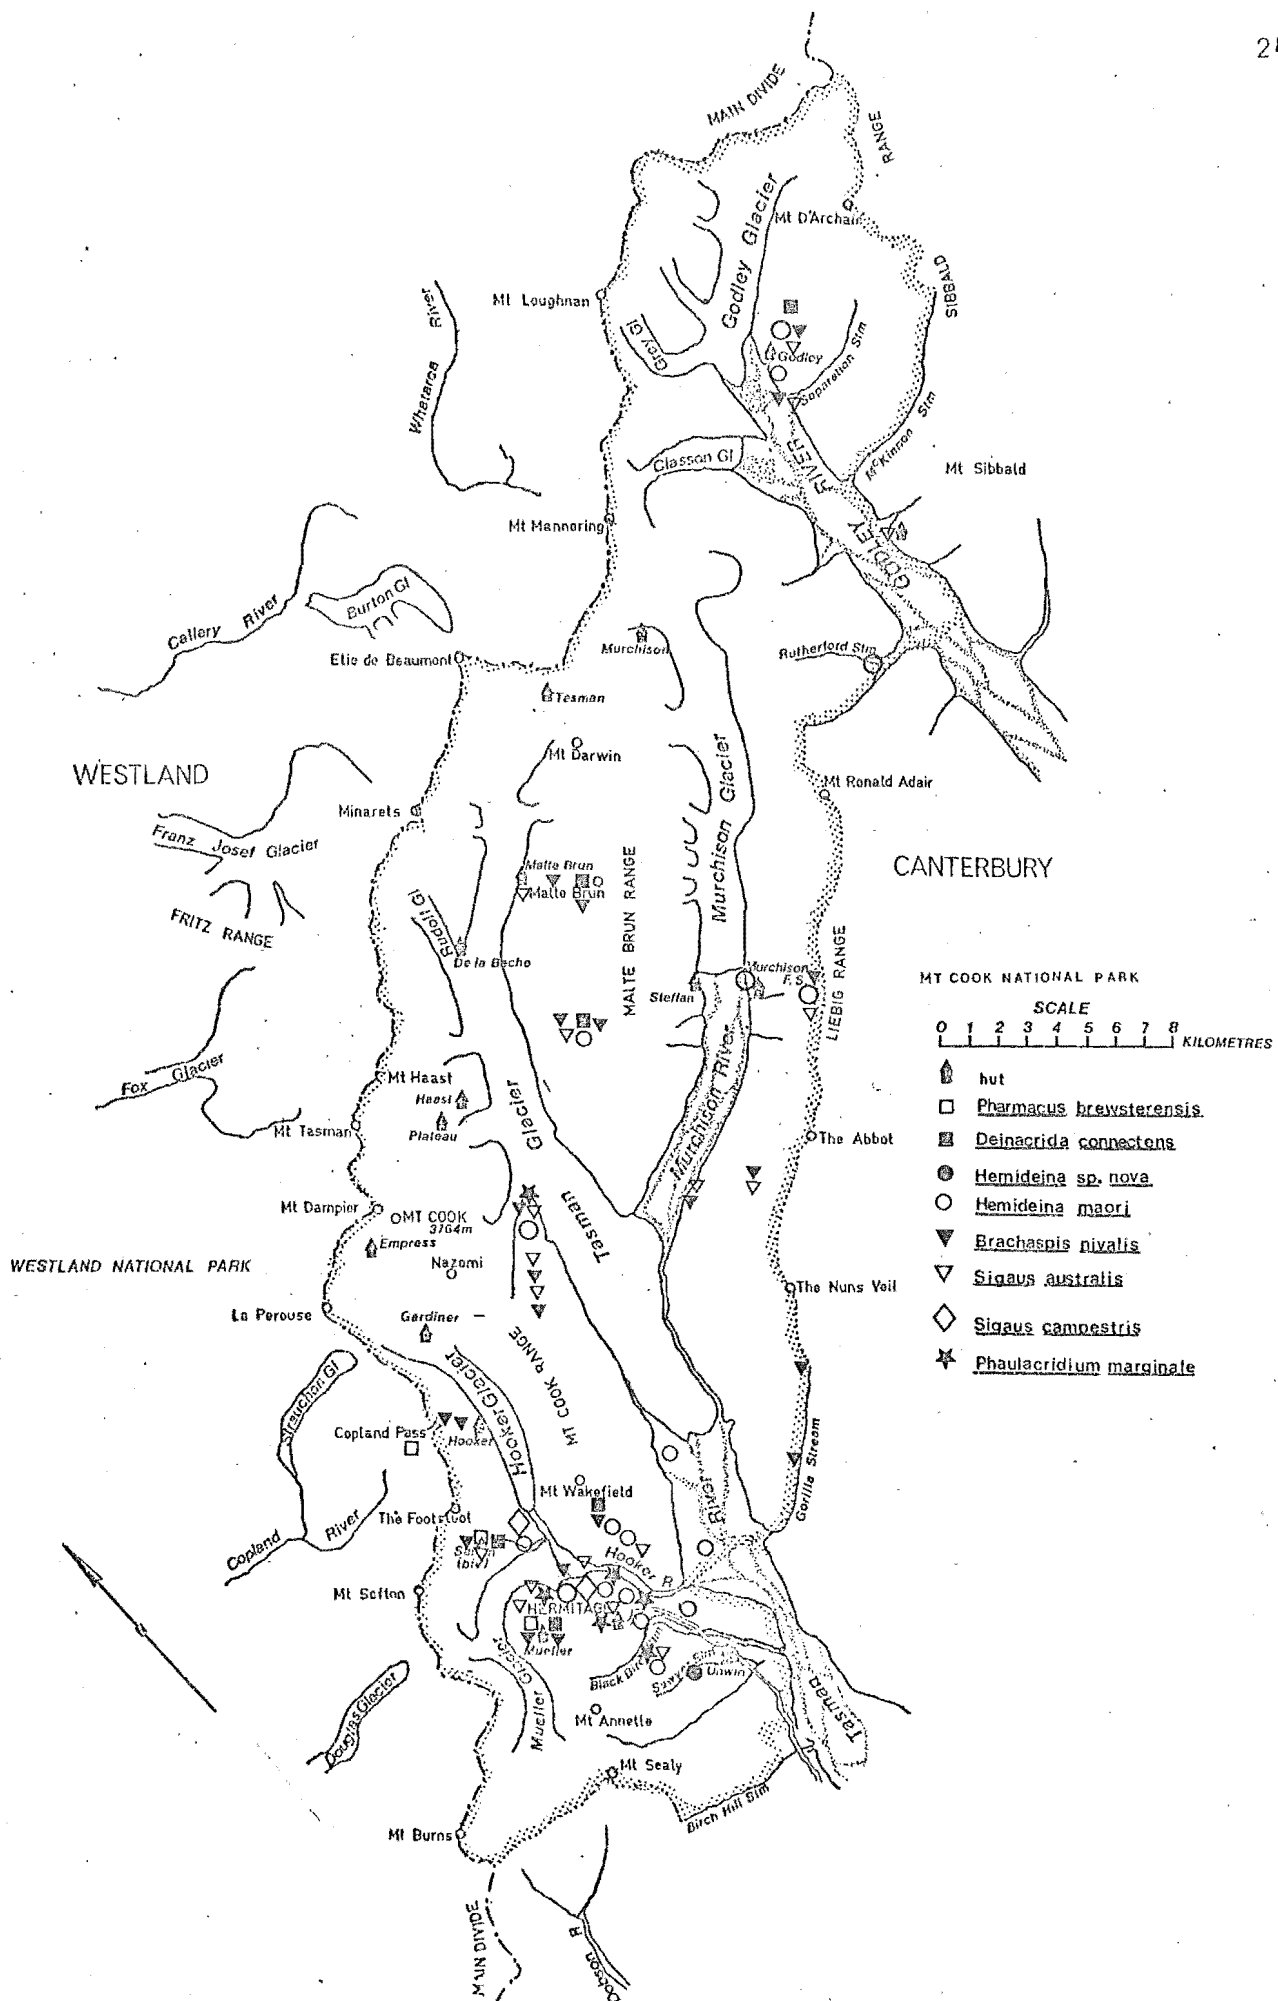 MAIN DIVIDE
RANGE
Godley Glacier
Mt D'Archiac
SIBBALD
River
Mt Loughnan
Grey Gl
Godley
Separation Stm
Whataroa
McKinnon Stm
Classon Gl
RIVER
Mt Sibbald
Mt Mannering
GODLEY
Burton Gl
Callery River
Murchison
Rutherford Stm
Elie de Beaumont
Tasman
Mt Darwin
WESTLAND
Mt Ronald Adair
Minarets
Murchison Glacier
Franz Josef Glacier
Malte Brun
Malte Brun
CANTERBURY
FRITZ RANGE
Rudolf Gl
MALTE BRUN RANGE
De la Beche
LIEBIG RANGE
Murchison
F.S.
Steffan
MT COOK NATIONAL PARK
SCALE
0 1 2 3 4 5 6 7 8
KILOMETRES
Murchison River
Fox Glacier
Mt Haast
Haast
hut
Plateau
Glacier
Pharmacus brewsterensis
Mt Tasman
The Abbot
Deinacrida connectens
Hemideina sp. nova
Hemideina maori
Mt Dampier
MT COOK
3764m
Tasman
Empress
Brachaspis nivalis
WESTLAND NATIONAL PARK
Nazomi
Sigaus australis
The Nuns Veil
La Perouse
Gardiner
Sigaus campestris
MT COOK RANGE
Phaulacridium marginale
Strauchon Gl
Hooker Glacier
Copland Pass
Hooker
Gorilla Stream
Mt Wakefield
River
The Footstool
Copland River
(biv)
Hooker R
Mt Sefton
HERMITAGE
Mueller
Black Birch
Sawyer Stm
Unwin
Mueller Glacier
Douglas Glacier
Mt Annette
Tasman
Mt Sealy
Birch Hill Stm
Mt Burns
MAIN DIVIDE
Dobson R